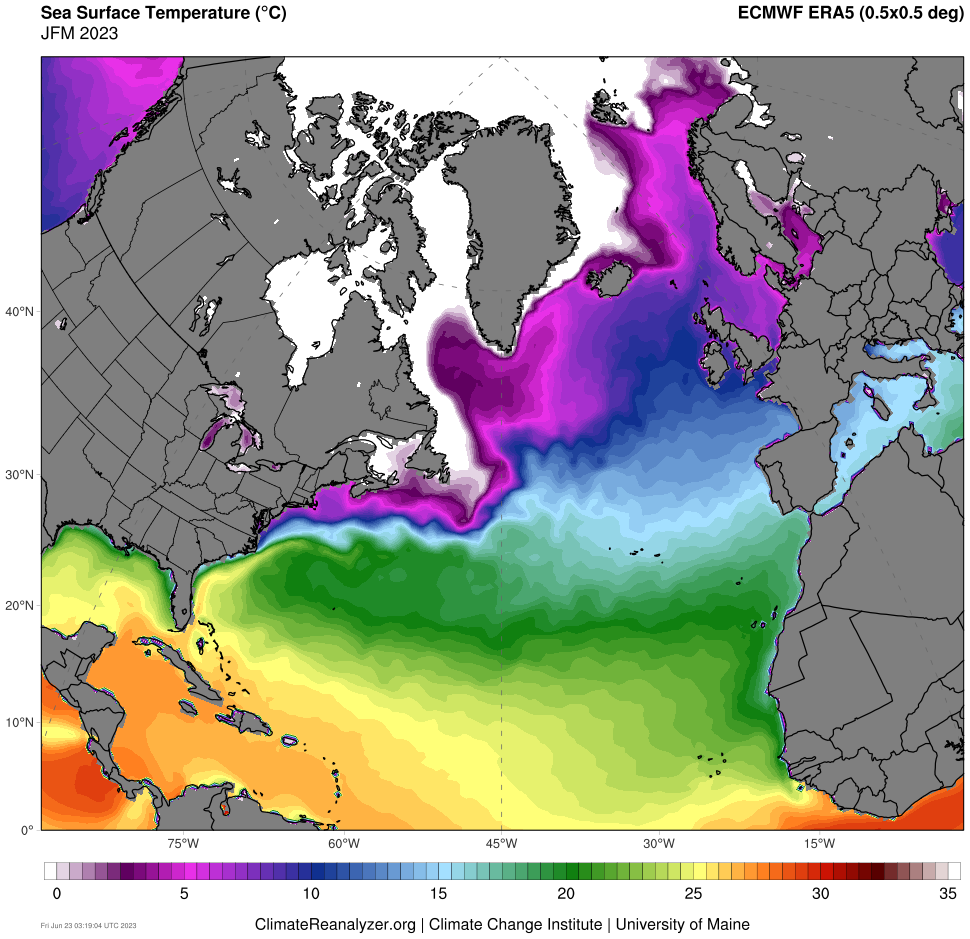 Sea Surface Temperature (°C)
ECMWF ERA5 (0.5x0.5 deg)
JFM 2023
40°N
30°N
20°N
10°N
0°
75°W
60°W
45°W
30°W
15°W
0
5
10
15
20
25
30
35
Fri Jun 23 03:19:04 UTC 2023
ClimateReanalyzer.org | Climate Change Institute | University of Maine